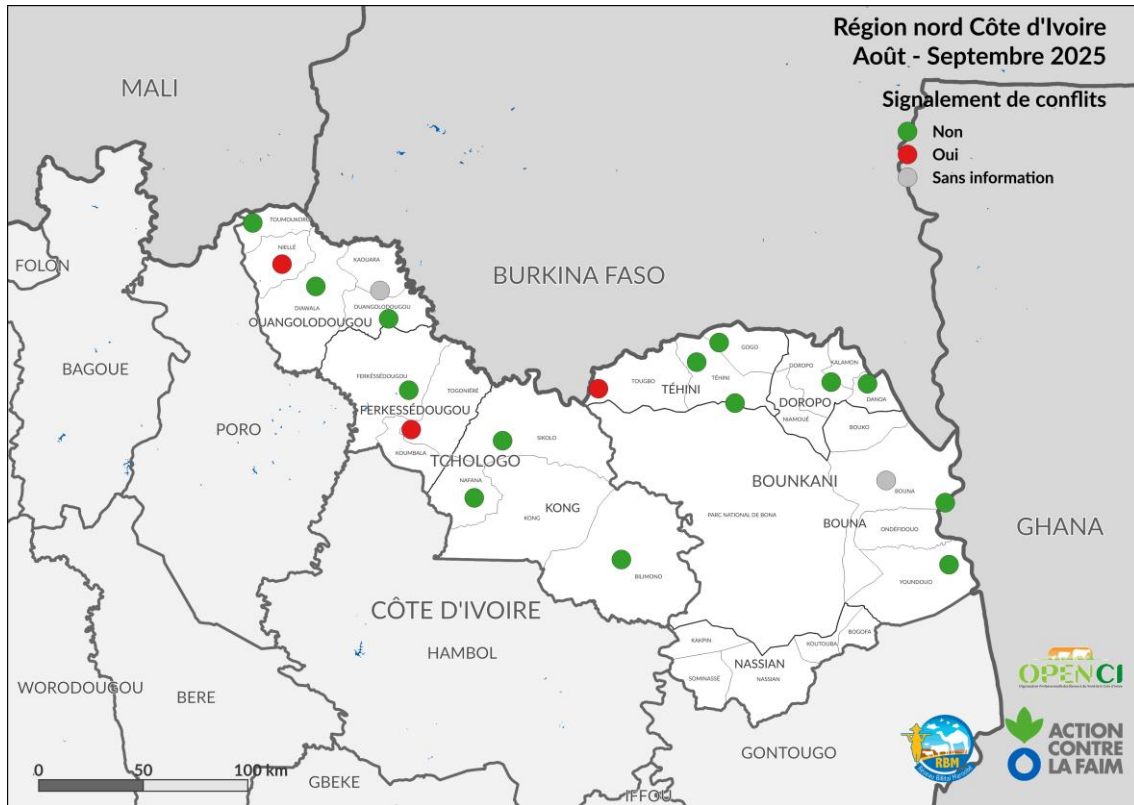 Région nord Côte d'Ivoire
Août - Septembre 2025
Signalement de conflits
Non
Oui
Sans information
MALI
BURKINA FASO
GHANA
CÔTE D'IVOIRE
FOLON
BAGOUE
PORO
WORODOUGOU
BERE
HAMBOL
GBEKE
IFFOU
GONTOUGO
TOUMOUKORO
NIELLÉ
KAOUARA
DIAWALA
OUANGOLODOUGOU
OUANGOLODOUGOU
FERKÉSSÉDOUGOU
TOGONIÉRÉ
FERKESSÉDOUGOU
KOUMBALA
TCHOLOGO
SIKOLO
NAFANA
KONG
KONG
BILIMONO
TOUGBO
TÉHINI
TÉHINI
GOGO
DOROPO
KALAMON
DOROPO
DANOA
NIAMOUÉ
BOUKO
BOUNKANI
BOUNA
PARC NATIONAL DE BONA
BOUNA
ONDÉFIDOUO
YOUNDOUO
KAKPIN
KOUTOUBA
BOGOFA
NASSIAN
SOMINASSÉ
NASSIAN
0 50 100 km
OPENCI
RBM
Réseau Billital Maroobé
ACTION
CONTRE
LA FAIM